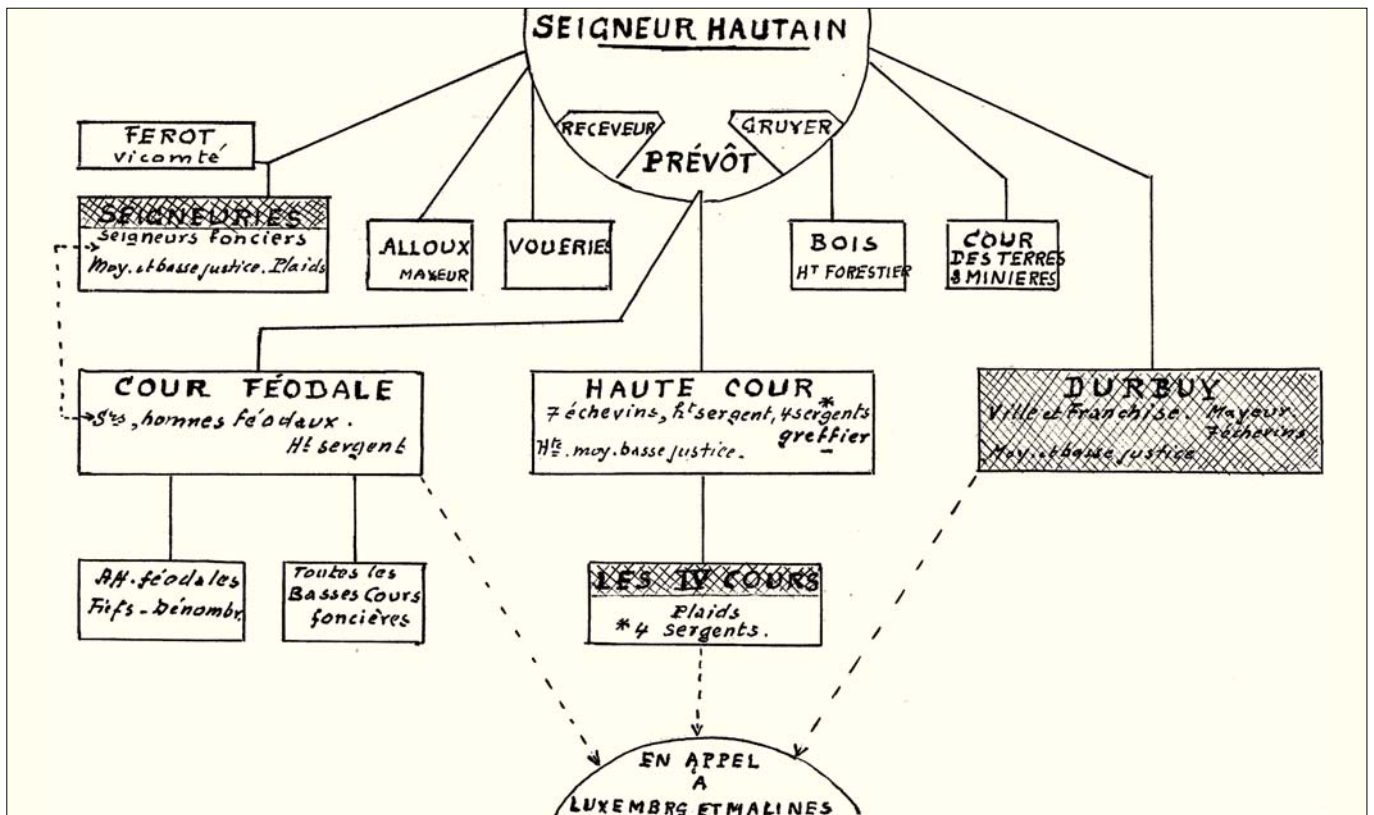 SEIGNEUR HAUTAIN
RECEVEUR
GRUYER
PRÉVÔT
FEROT
vicomté
SEIGNEURIES
Seigneurs fonciers
Moy. et basse justice. Plaids
ALLOUX
MAYEUR
VOUERIES
BOIS
HT FORESTIER
COUR
DES TERRES
& MINIERES
COUR FÉODALE
Srs, hommes féodaux.
Ht sergent
HAUTE COUR
7 échevins, ht sergent, 4 sergents*
greffier
Hte. moy. basse justice.
DURBUY
Ville et Franchise. Mayeur.
7 échevins
Moy. et basse justice
Aff. féodales
Fiefs - Dénombr.
Toutes les
Basses Cours
foncières
LES IV COURS
Plaids
* 4 sergents.
EN APPEL
A
LUXEMBRG ET MALINES